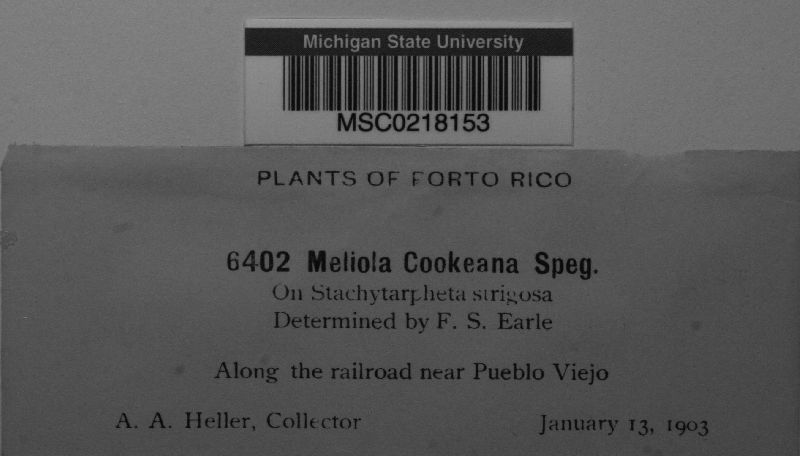 Michigan State University
MSC0218153
PLANTS OF PORTO RICO
6402 Meliola Cookeana Speg.
On Stachytarpheta strigosa
Determined by F. S. Earle
Along the railroad near Pueblo Viejo
A. A. Heller, Collector January 13, 1903